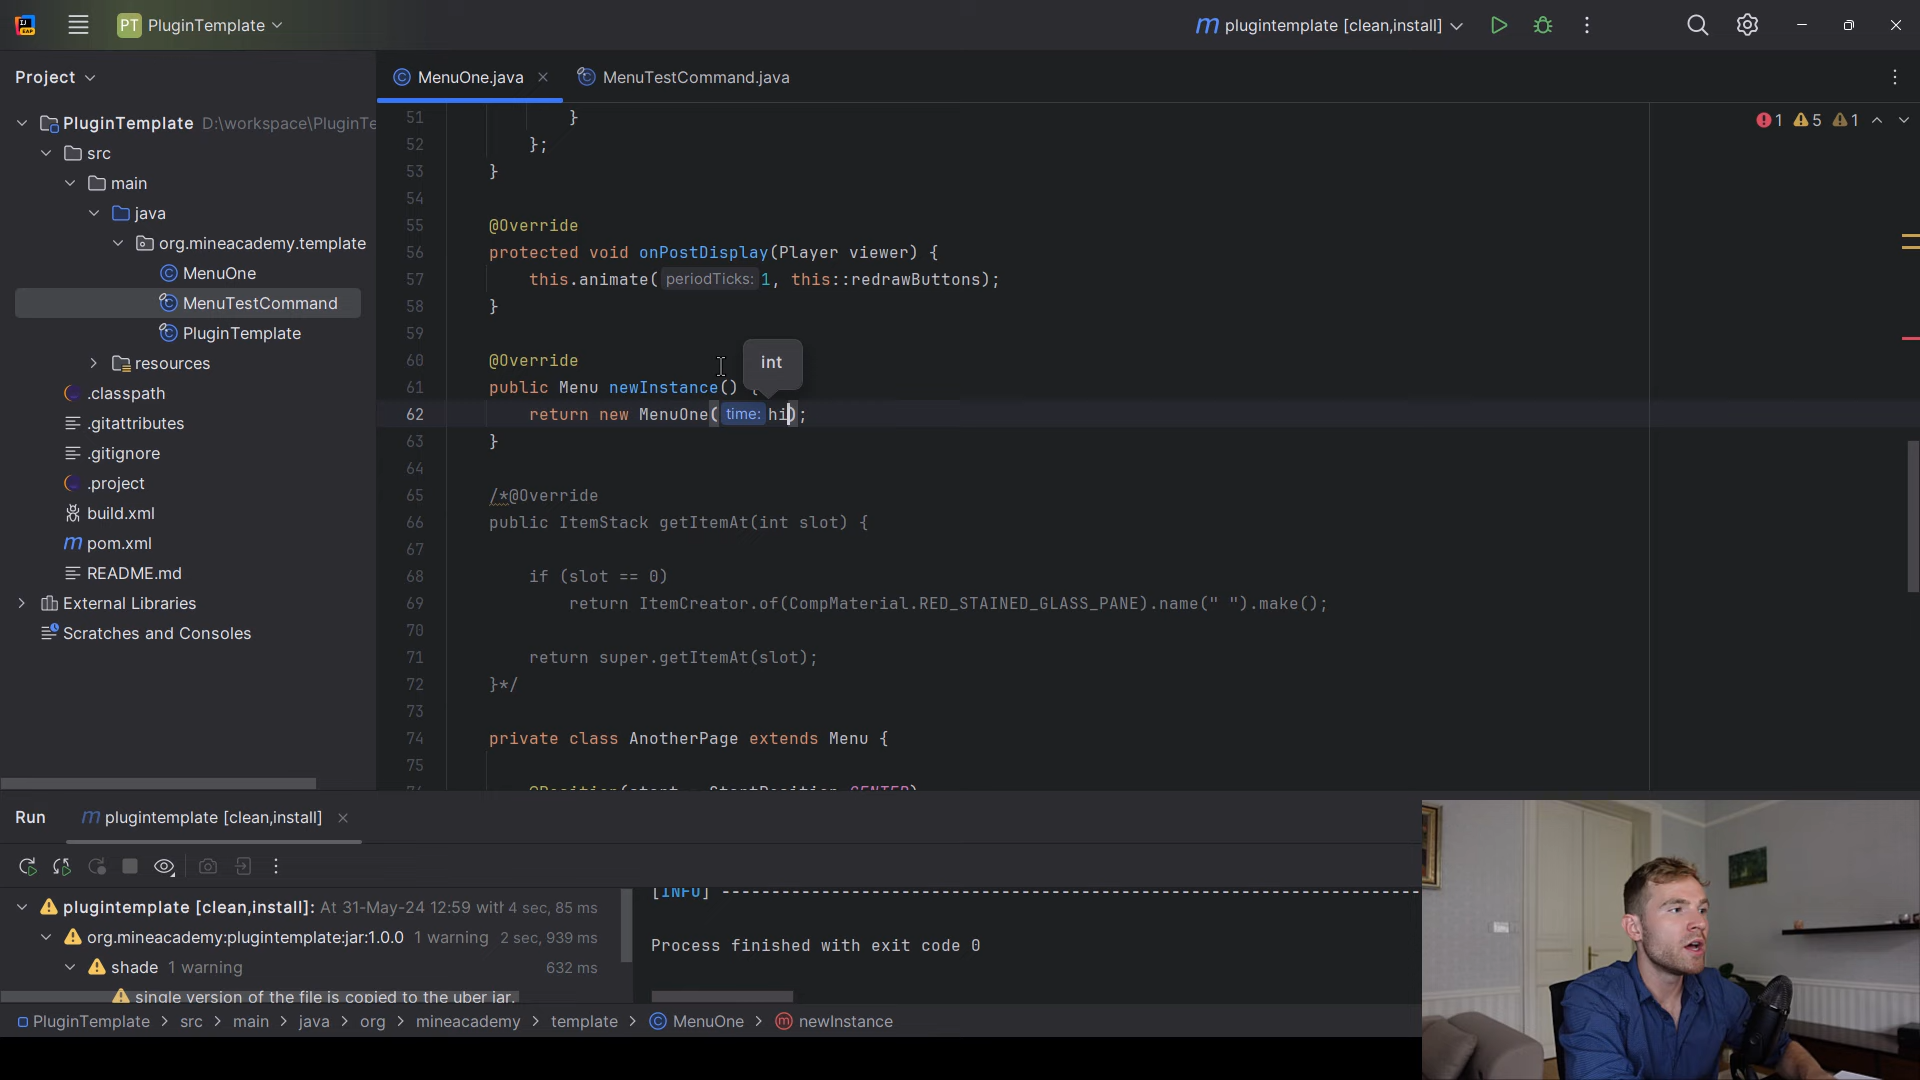 PT PluginTemplate
plugintemplate [clean,install]
Project
MenuOne.java
MenuTestCommand.java
PluginTemplate D:\workspace\PluginTe
src
main
java
org.mineacademy.template
MenuOne
MenuTestCommand
PluginTemplate
resources
.classpath
.gitattributes
.gitignore
.project
build.xml
pom.xml
README.md
External Libraries
Scratches and Consoles
1 5 1
51 }
52 };
53 }
54
55 @Override
56 protected void onPostDisplay(Player viewer) {
57 this.animate( periodTicks: 1, this::redrawButtons);
58 }
59
int
60 @Override
61 public Menu newInstance() {
62 return new MenuOne( time: hi);
63 }
64
65 /*@Override
66 public ItemStack getItemAt(int slot) {
67
68 if (slot == 0)
69 return ItemCreator.of(CompMaterial.RED_STAINED_GLASS_PANE).name(" ").make();
70
71 return super.getItemAt(slot);
72 }*/
73
74 private class AnotherPage extends Menu {
75
Run
plugintemplate [clean,install]
plugintemplate [clean,install]: At 31-May-24 12:59 with 4 sec, 85 ms
org.mineacademy:plugintemplate:jar:1.0.0 1 warning 2 sec, 939 ms
shade 1 warning 632 ms
single version of the file is copied to the uber jar.
[INFO] ------------------------------------------------------------------------
Process finished with exit code 0
PluginTemplate > src > main > java > org > mineacademy > template > MenuOne > newInstance